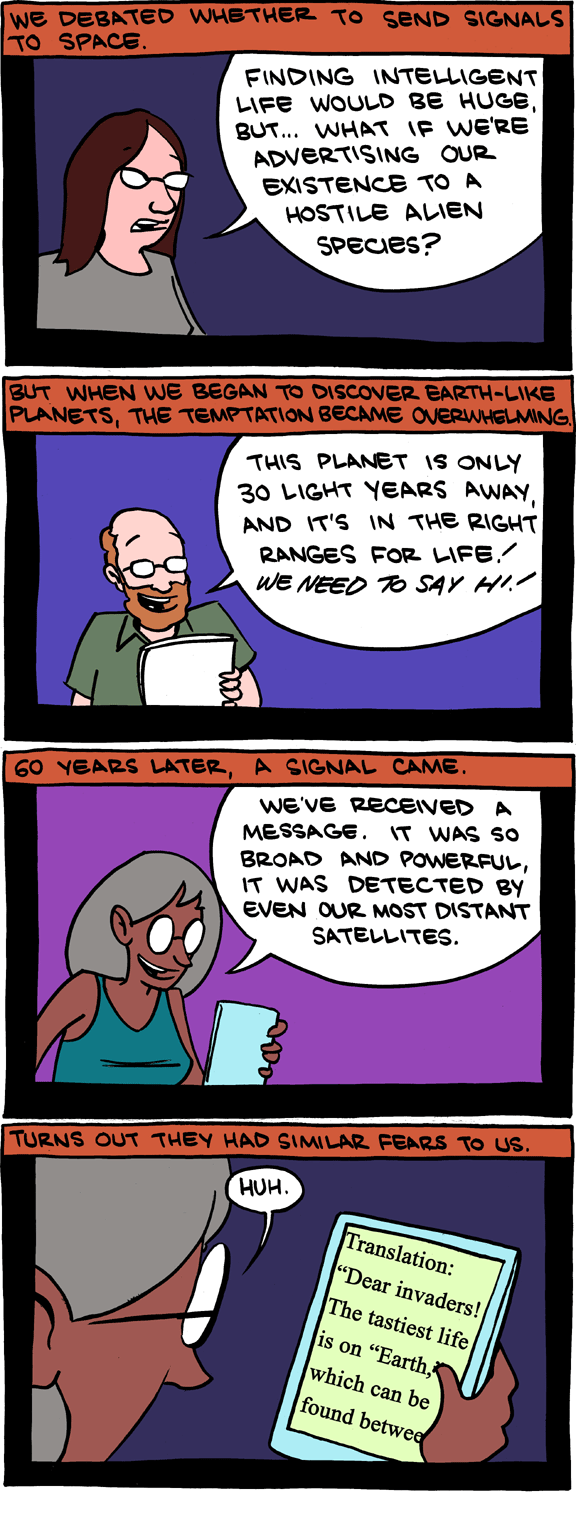 WE DEBATED WHETHER TO SEND SIGNALS
TO SPACE.
FINDING INTELLIGENT
LIFE WOULD BE HUGE,
BUT... WHAT IF WE'RE
ADVERTISING OUR
EXISTENCE TO A
HOSTILE ALIEN
SPECIES?
BUT WHEN WE BEGAN TO DISCOVER EARTH-LIKE
PLANETS, THE TEMPTATION BECAME OVERWHELMING.
THIS PLANET IS ONLY
30 LIGHT YEARS AWAY,
AND IT'S IN THE RIGHT
RANGES FOR LIFE!
WE NEED TO SAY HI!
60 YEARS LATER, A SIGNAL CAME.
WE'VE RECEIVED A
MESSAGE. IT WAS SO
BROAD AND POWERFUL,
IT WAS DETECTED BY
EVEN OUR MOST DISTANT
SATELLITES.
TURNS OUT THEY HAD SIMILAR FEARS TO US.
HUH.
Translation:
“Dear invaders!
The tastiest life
is on “Earth,”
which can be
found betwee